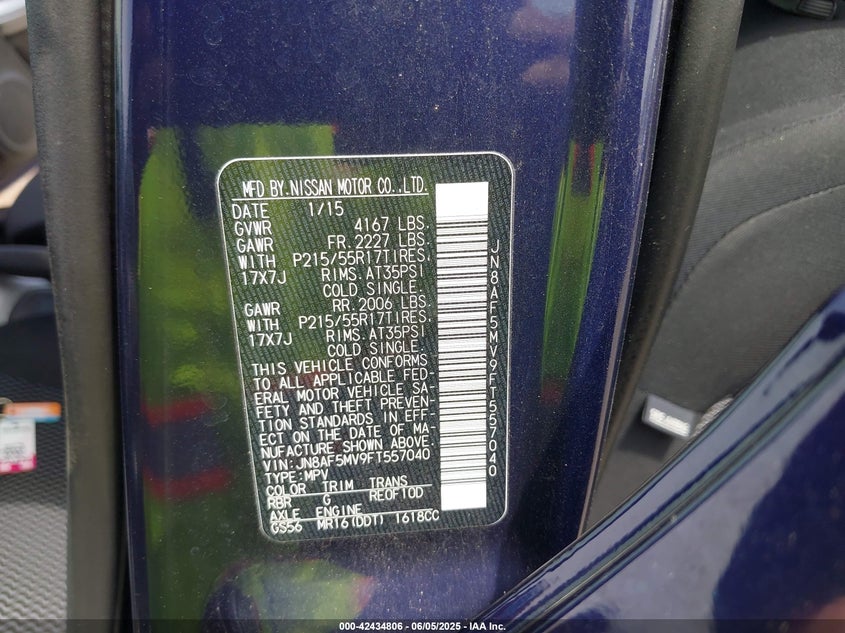 MFD BY.NISSAN MOTOR CO.,LTD.
DATE 1/15
GVWR 4167 LBS.
GAWR FR. 2227 LBS.
WITH P215/55R17TIRES.
17X7J RIMS. AT35PSI
COLD SINGLE.
GAWR RR. 2006 LBS.
WITH P215/55R17TIRES.
17X7J RIMS. AT35PSI
COLD SINGLE.
THIS VEHICLE CONFORMS
TO ALL APPLICABLE FED-
ERAL MOTOR VEHICLE SA-
FETY AND THEFT PREVEN-
TION STANDARDS IN EFF-
ECT ON THE DATE OF MA-
NUFACTURE SHOWN ABOVE.
VIN:JN8AF5MV9FT557040
TYPE:MPV
COLOR TRIM TRANS
RBR G RE0F10D
AXLE ENGINE
GS56 MR16(DDT) 1618CC
JN8AF5MV9FT557040
000-42434806 - 06/05/2025 - IAA Inc.